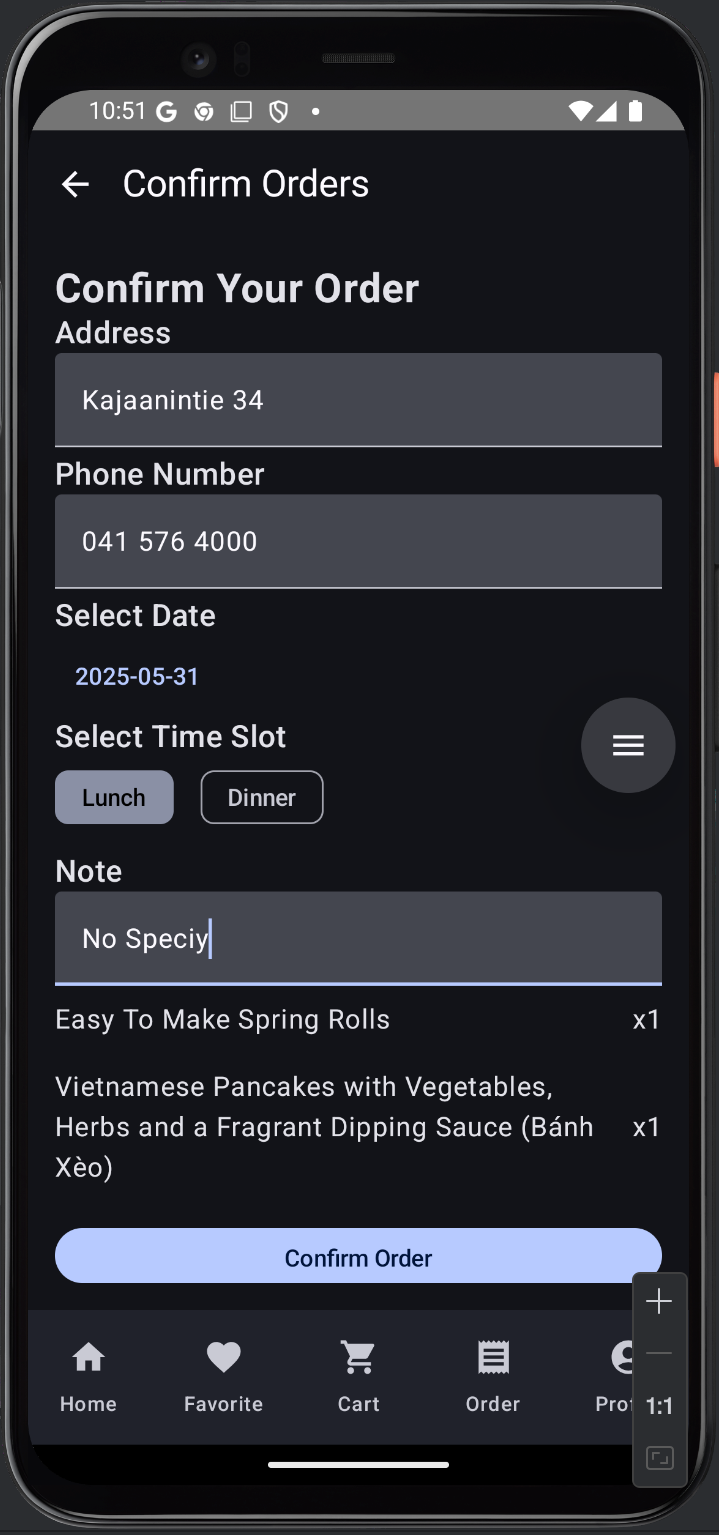 10:51
Confirm Orders
Confirm Your Order
Address
Kajaanintie 34
Phone Number
041 576 4000
Select Date
2025-05-31
Select Time Slot
Lunch Dinner
Note
No Speciy
Easy To Make Spring Rolls x1
Vietnamese Pancakes with Vegetables,
Herbs and a Fragrant Dipping Sauce (Bánh x1
Xèo)
Confirm Order
Home Favorite Cart Order
1:1